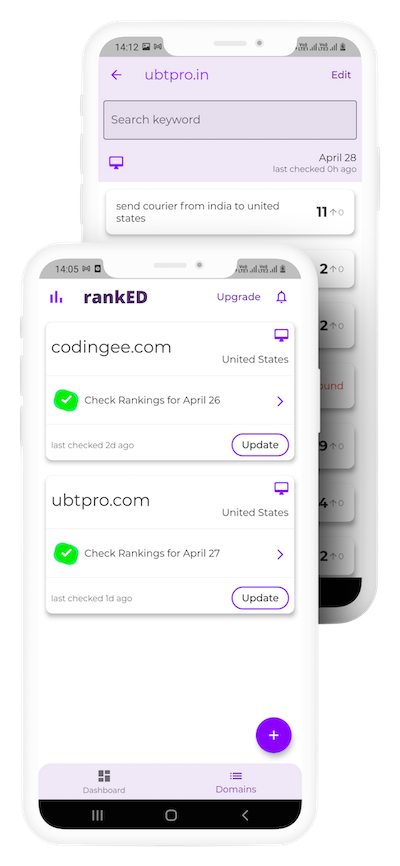 14:12
ubtpro.in
Edit
Search keyword
April 28
last checked 0h ago
send courier from india to united
states
11
0
2
0
2
0
ound
9
0
4
0
2
0
14:05
rankED
Upgrade
codingee.com
United States
Check Rankings for April 26
last checked 2d ago
Update
ubtpro.com
United States
Check Rankings for April 27
last checked 1d ago
Update
+
Dashboard
Domains